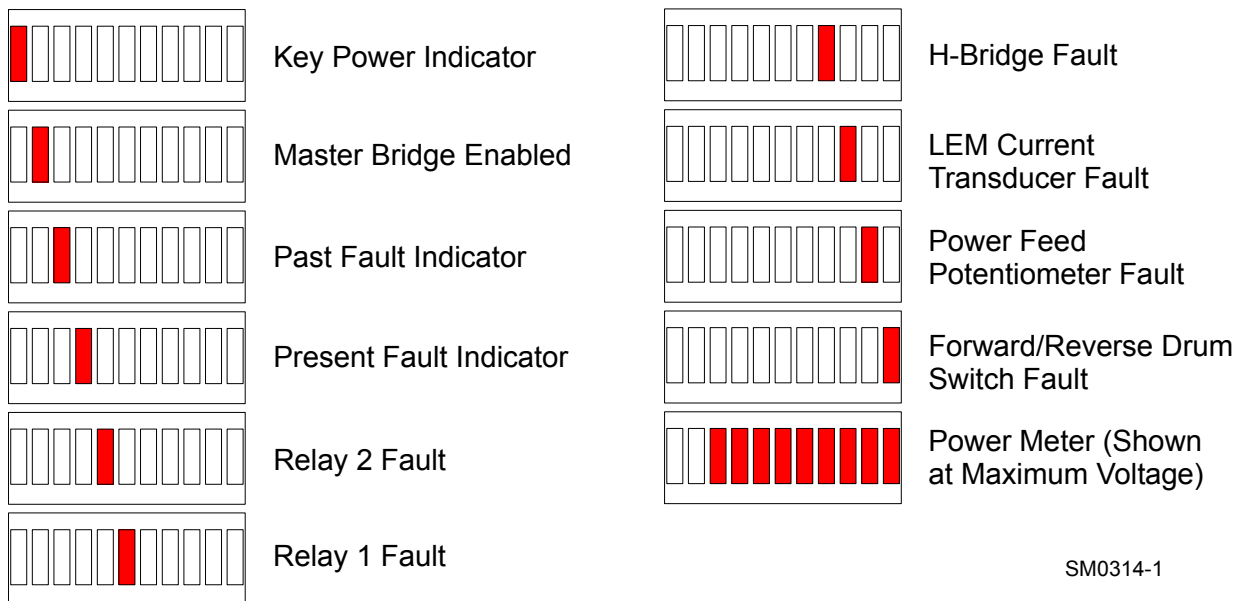 Key Power Indicator
Master Bridge Enabled
Past Fault Indicator
Present Fault Indicator
Relay 2 Fault
Relay 1 Fault
H-Bridge Fault
LEM Current
Transducer Fault
Power Feed
Potentiometer Fault
Forward/Reverse Drum
Switch Fault
Power Meter (Shown
at Maximum Voltage)
SM0314-1